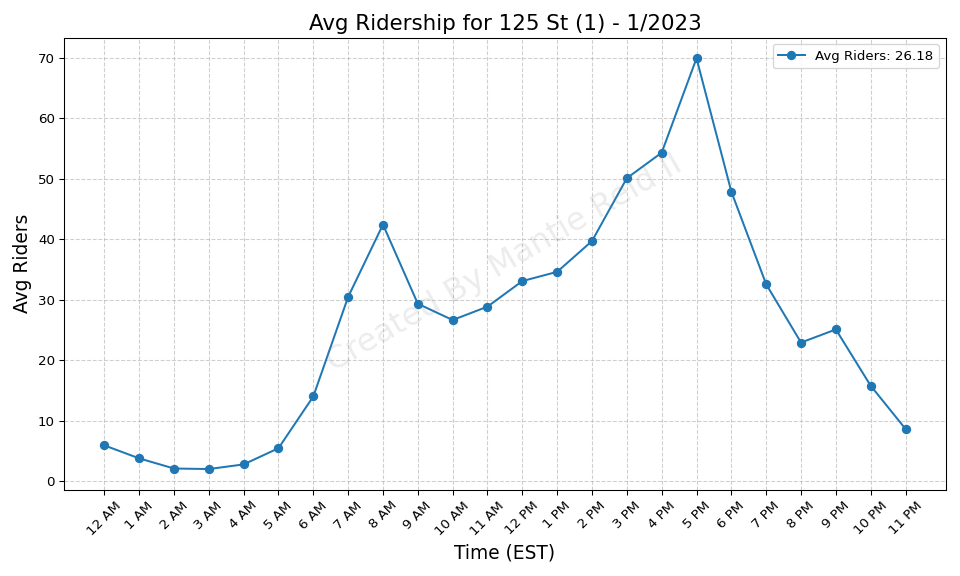 Avg Ridership for 125 St (1) - 1/2023
Avg Riders: 26.18
70
60
50
40
30
20
10
0
Avg Riders
Created By Mantle Reid II
12 AM
1 AM
2 AM
3 AM
4 AM
5 AM
6 AM
7 AM
8 AM
9 AM
10 AM
11 AM
12 PM
1 PM
2 PM
3 PM
4 PM
5 PM
6 PM
7 PM
8 PM
9 PM
10 PM
11 PM
Time (EST)